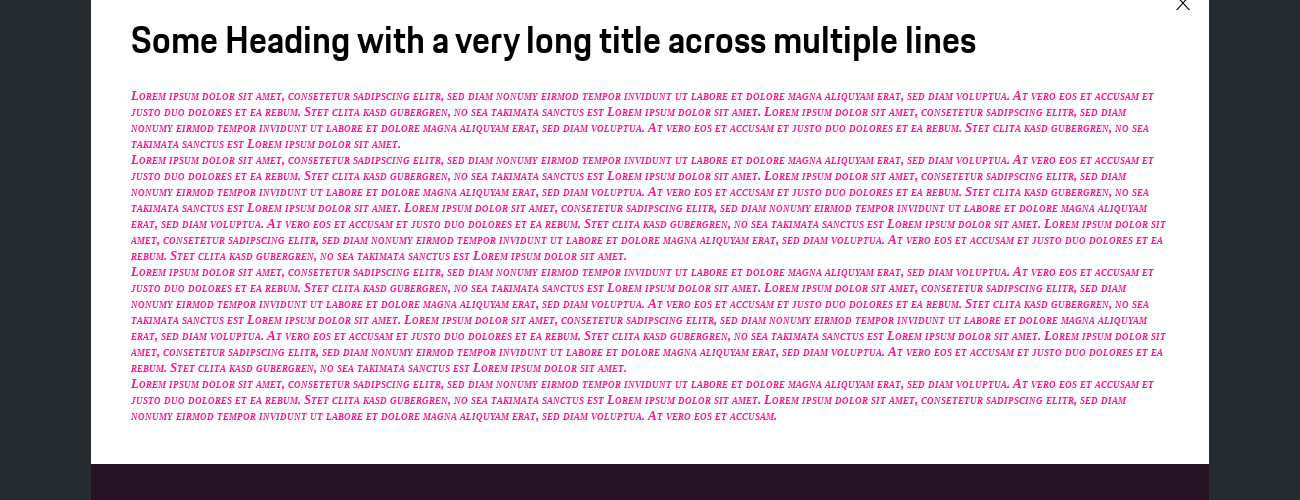 Some Heading with a very long title across multiple lines
Lorem ipsum dolor sit amet, consetetur sadipscing elitr, sed diam nonumy eirmod tempor invidunt ut labore et dolore magna aliquyam erat, sed diam voluptua. At vero eos et accusam et
justo duo dolores et ea rebum. Stet clita kasd gubergren, no sea takimata sanctus est Lorem ipsum dolor sit amet. Lorem ipsum dolor sit amet, consetetur sadipscing elitr, sed diam
nonumy eirmod tempor invidunt ut labore et dolore magna aliquyam erat, sed diam voluptua. At vero eos et accusam et justo duo dolores et ea rebum. Stet clita kasd gubergren, no sea
takimata sanctus est Lorem ipsum dolor sit amet.
Lorem ipsum dolor sit amet, consetetur sadipscing elitr, sed diam nonumy eirmod tempor invidunt ut labore et dolore magna aliquyam erat, sed diam voluptua. At vero eos et accusam et
justo duo dolores et ea rebum. Stet clita kasd gubergren, no sea takimata sanctus est Lorem ipsum dolor sit amet. Lorem ipsum dolor sit amet, consetetur sadipscing elitr, sed diam
nonumy eirmod tempor invidunt ut labore et dolore magna aliquyam erat, sed diam voluptua. At vero eos et accusam et justo duo dolores et ea rebum. Stet clita kasd gubergren, no sea
takimata sanctus est Lorem ipsum dolor sit amet. Lorem ipsum dolor sit amet, consetetur sadipscing elitr, sed diam nonumy eirmod tempor invidunt ut labore et dolore magna aliquyam
erat, sed diam voluptua. At vero eos et accusam et justo duo dolores et ea rebum. Stet clita kasd gubergren, no sea takimata sanctus est Lorem ipsum dolor sit amet. Lorem ipsum dolor sit
amet, consetetur sadipscing elitr, sed diam nonumy eirmod tempor invidunt ut labore et dolore magna aliquyam erat, sed diam voluptua. At vero eos et accusam et justo duo dolores et ea
rebum. Stet clita kasd gubergren, no sea takimata sanctus est Lorem ipsum dolor sit amet.
Lorem ipsum dolor sit amet, consetetur sadipscing elitr, sed diam nonumy eirmod tempor invidunt ut labore et dolore magna aliquyam erat, sed diam voluptua. At vero eos et accusam et
justo duo dolores et ea rebum. Stet clita kasd gubergren, no sea takimata sanctus est Lorem ipsum dolor sit amet. Lorem ipsum dolor sit amet, consetetur sadipscing elitr, sed diam
nonumy eirmod tempor invidunt ut labore et dolore magna aliquyam erat, sed diam voluptua. At vero eos et accusam et justo duo dolores et ea rebum. Stet clita kasd gubergren, no sea
takimata sanctus est Lorem ipsum dolor sit amet. Lorem ipsum dolor sit amet, consetetur sadipscing elitr, sed diam nonumy eirmod tempor invidunt ut labore et dolore magna aliquyam
erat, sed diam voluptua. At vero eos et accusam et justo duo dolores et ea rebum. Stet clita kasd gubergren, no sea takimata sanctus est Lorem ipsum dolor sit amet. Lorem ipsum dolor sit
amet, consetetur sadipscing elitr, sed diam nonumy eirmod tempor invidunt ut labore et dolore magna aliquyam erat, sed diam voluptua. At vero eos et accusam et justo duo dolores et ea
rebum. Stet clita kasd gubergren, no sea takimata sanctus est Lorem ipsum dolor sit amet.
Lorem ipsum dolor sit amet, consetetur sadipscing elitr, sed diam nonumy eirmod tempor invidunt ut labore et dolore magna aliquyam erat, sed diam voluptua. At vero eos et accusam et
justo duo dolores et ea rebum. Stet clita kasd gubergren, no sea takimata sanctus est Lorem ipsum dolor sit amet. Lorem ipsum dolor sit amet, consetetur sadipscing elitr, sed diam
nonumy eirmod tempor invidunt ut labore et dolore magna aliquyam erat, sed diam voluptua. At vero eos et accusam.